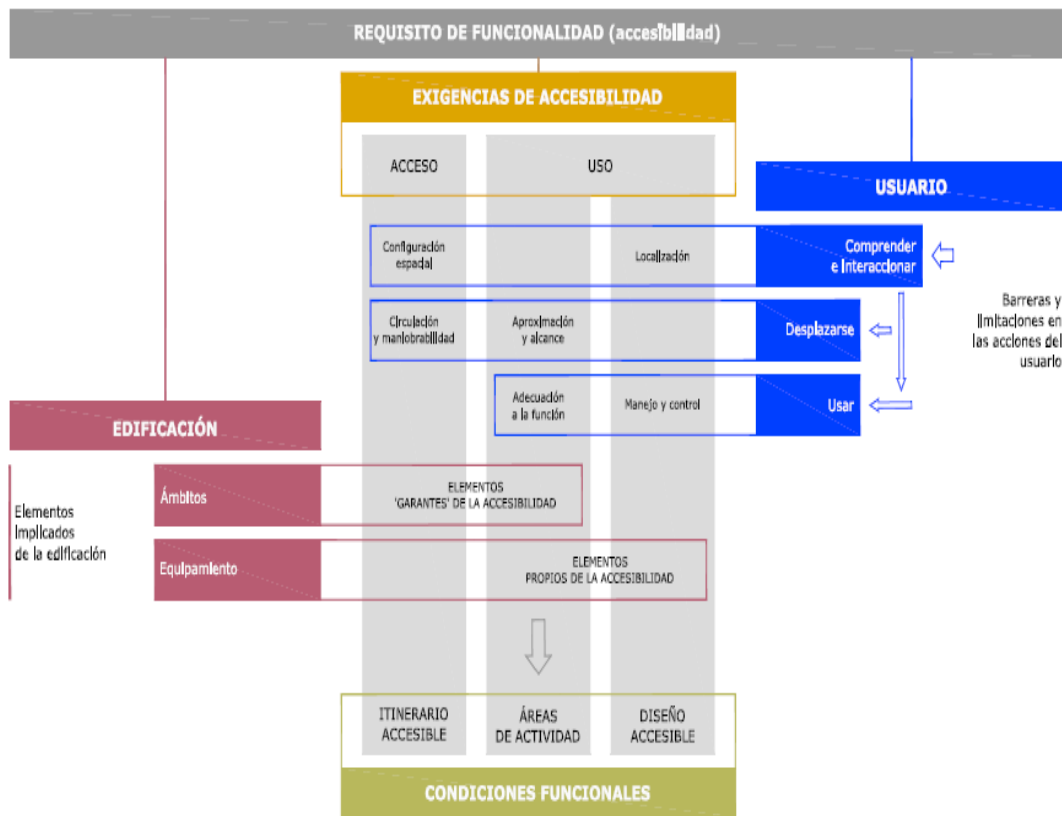 REQUISITO DE FUNCIONALIDAD (accesibilidad)
EXIGENCIAS DE ACCESIBILIDAD
ACCESO
USO
USUARIO
Configuración
espacial
Localización
Comprender
e interaccionar
Circulación
y maniobrabilidad
Aproximación
y alcance
Desplazarse
Barreras y
limitaciones en
las acciones del
usuario
Adecuación
a la función
Manejo y control
Usar
EDIFICACIÓN
Elementos
implicados
de la edificación
Ámbitos
ELEMENTOS
'GARANTES' DE LA ACCESIBILIDAD
Equipamiento
ELEMENTOS
PROPIOS DE LA ACCESIBILIDAD
ITINERARIO
ACCESIBLE
ÁREAS
DE ACTIVIDAD
DISEÑO
ACCESIBLE
CONDICIONES FUNCIONALES